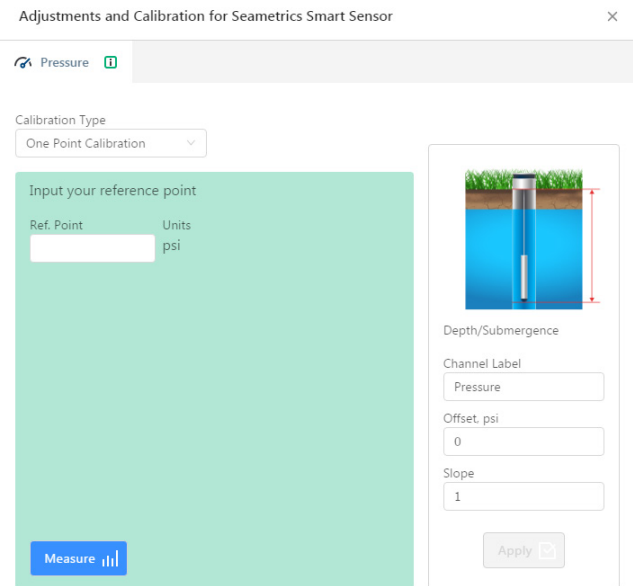 Adjustments and Calibration for Seametrics Smart Sensor
Pressure
Calibration Type
One Point Calibration
Input your reference point
Ref. Point
Units
psi
Measure
Depth/Submergence
Channel Label
Pressure
Offset, psi
0
Slope
1
Apply